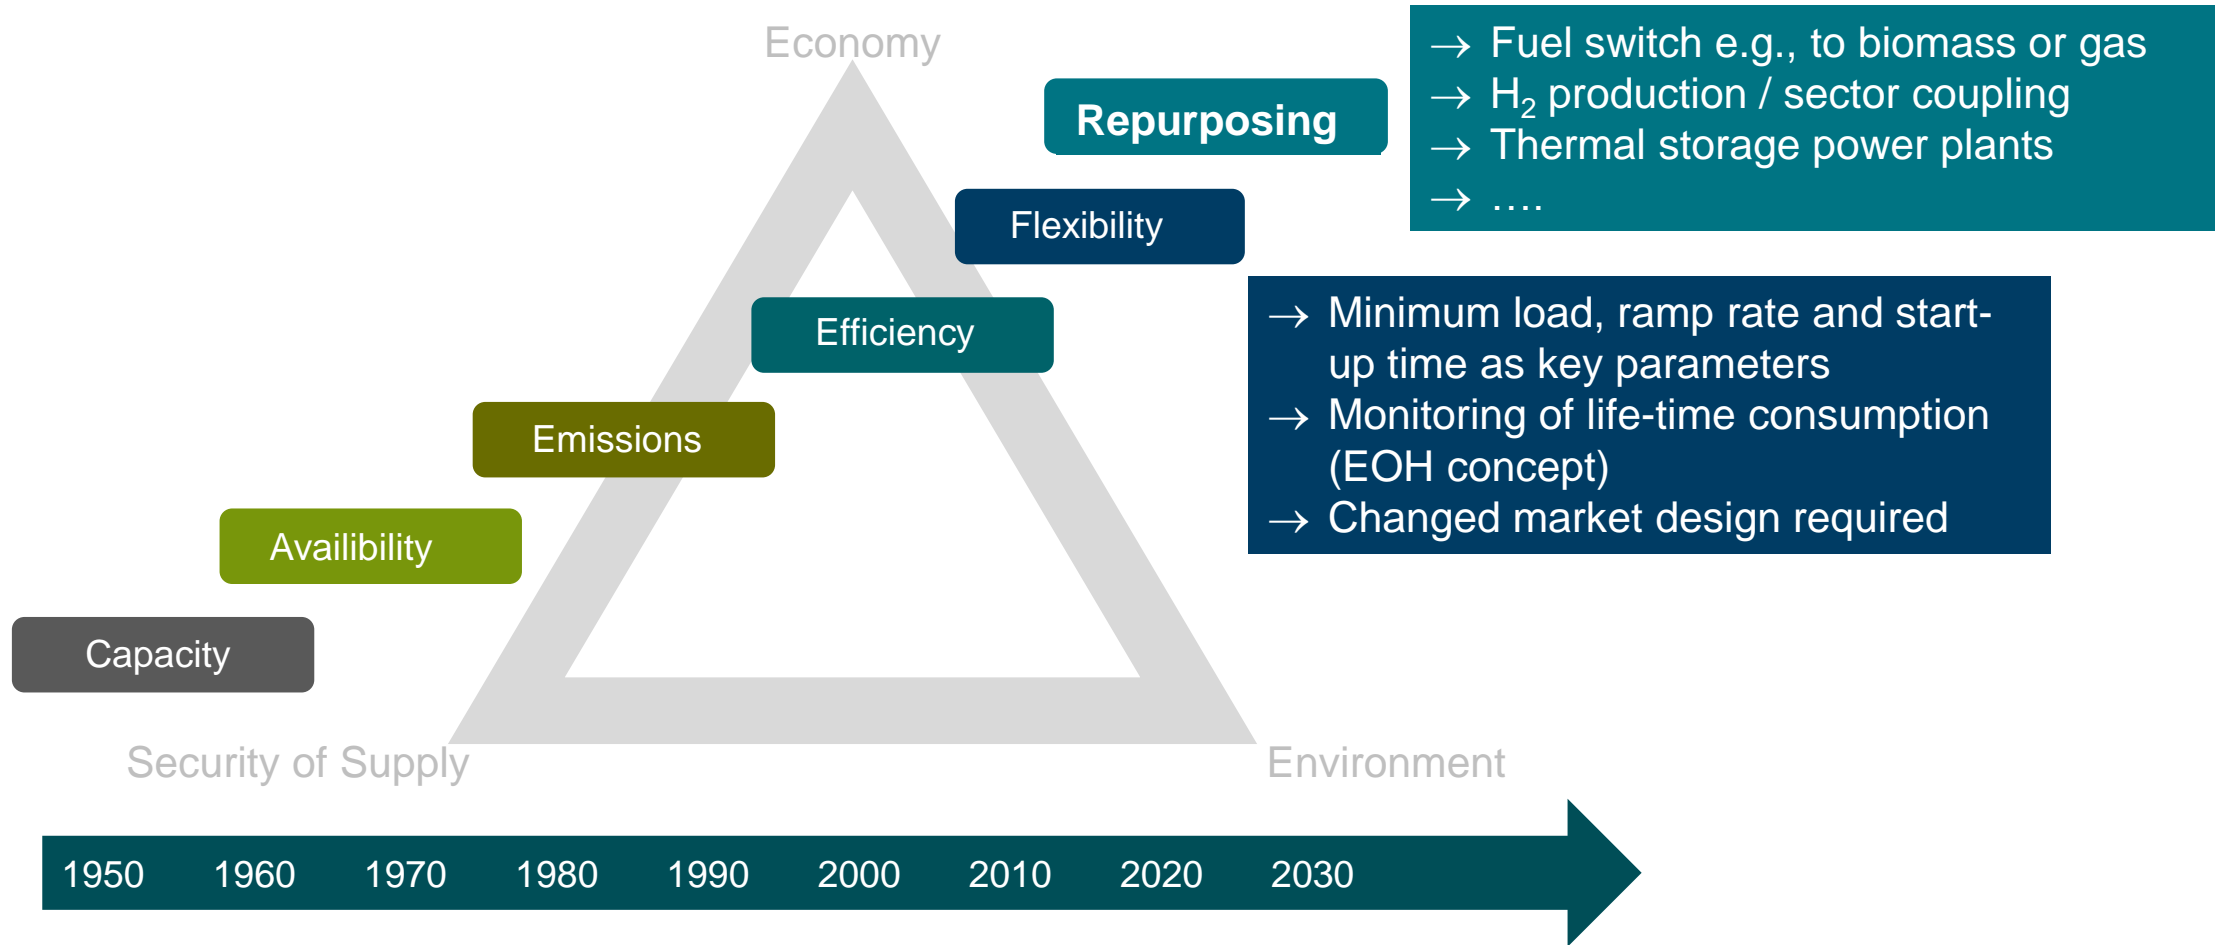 Economy
Repurposing
→ Fuel switch e.g., to biomass or gas
→ H₂ production / sector coupling
→ Thermal storage power plants
→ ....
Flexibility
→ Minimum load, ramp rate and start-
up time as key parameters
→ Monitoring of life-time consumption
(EOH concept)
→ Changed market design required
Efficiency
Emissions
Availibility
Capacity
Security of Supply
Environment
1950 1960 1970 1980 1990 2000 2010 2020 2030